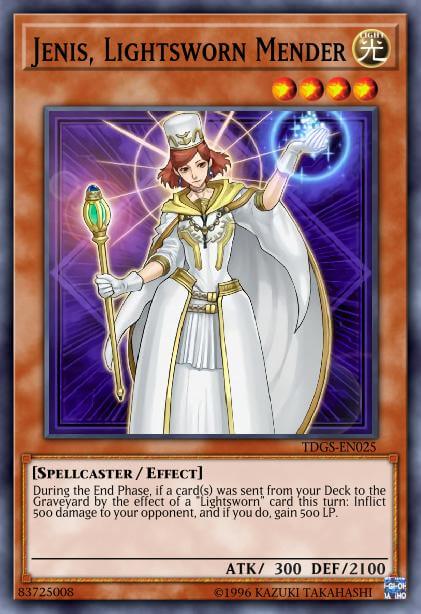 Jenis, Lightsworn Mender
LIGHT
光
TDGS-EN025
[Spellcaster / Effect]
During the End Phase, if a card(s) was sent from your Deck to the
Graveyard by the effect of a "Lightsworn" card this turn: Inflict
500 damage to your opponent, and if you do, gain 500 LP.
ATK/ 300 DEF/2100
83725008
©1996 KAZUKI TAKAHASHI